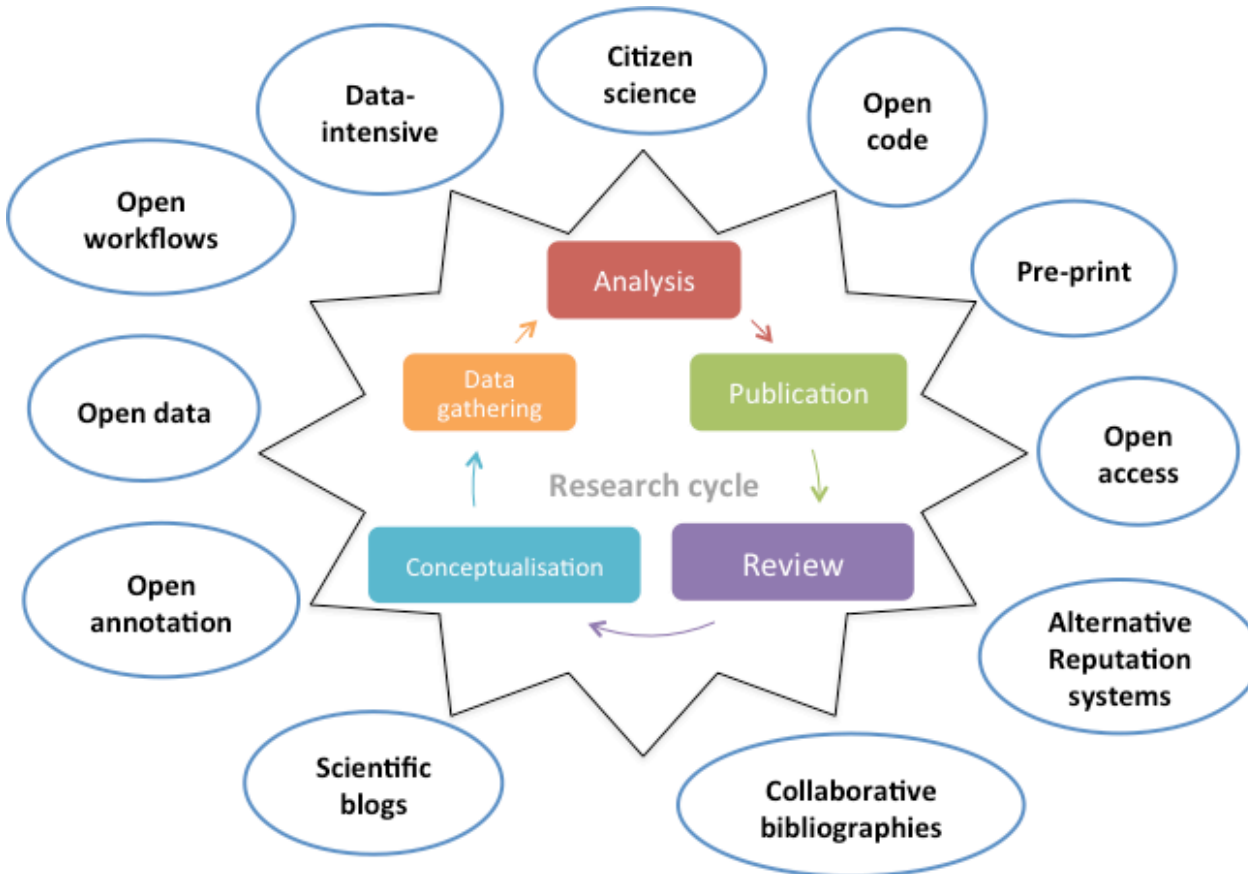 Citizen
science
Data-
intensive
Open
code
Open
workflows
Pre-print
Analysis
Data
gathering
Publication
Open data
Open
access
Research cycle
Conceptualisation
Review
Open
annotation
Alternative
Reputation
systems
Scientific
blogs
Collaborative
bibliographies